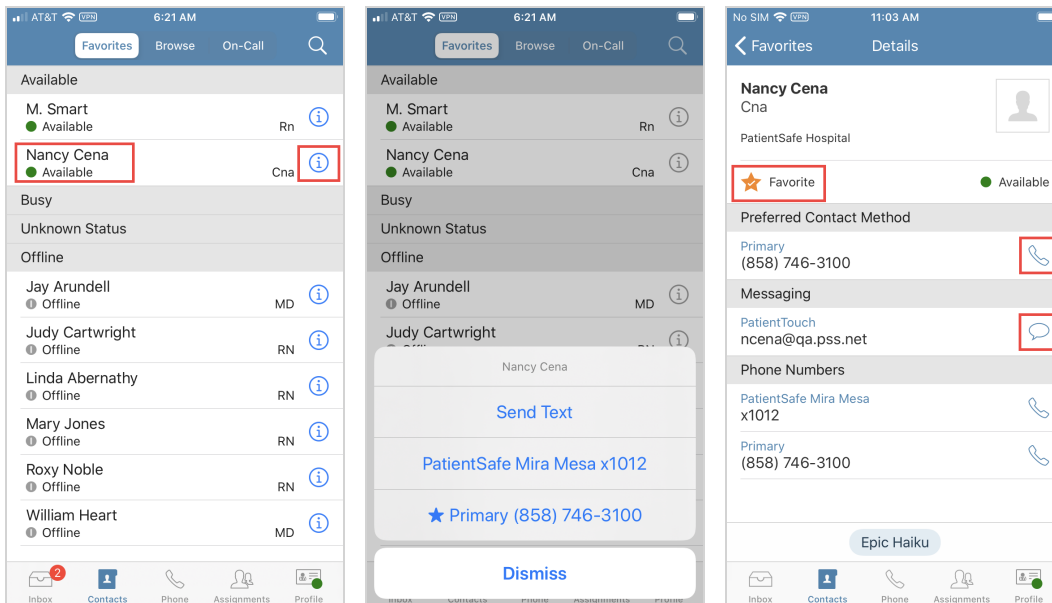 AT&T VPN 6:21 AM
Favorites Browse On-Call
Available
M. Smart
Available Rn
Nancy Cena
Available Cna
Busy
Unknown Status
Offline
Jay Arundell
Offline MD
Judy Cartwright
Offline RN
Linda Abernathy
Offline RN
Mary Jones
Offline RN
Roxy Noble
Offline RN
William Heart
Offline MD
2
Inbox Contacts Phone Assignments Profile
AT&T VPN 6:21 AM
Favorites Browse On-Call
Available
M. Smart
Available Rn
Nancy Cena
Available Cna
Busy
Unknown Status
Offline
Jay Arundell
Offline MD
Judy Cartwright
Nancy Cena
Send Text
PatientSafe Mira Mesa x1012
★ Primary (858) 746-3100
Dismiss
Inbox Contacts Phone Assignments Profile
No SIM VPN 11:03 AM
Favorites Details
Nancy Cena
Cna
PatientSafe Hospital
Favorite Available
Preferred Contact Method
Primary
(858) 746-3100
Messaging
PatientTouch
ncena@qa.pss.net
Phone Numbers
PatientSafe Mira Mesa
x1012
Primary
(858) 746-3100
Epic Haiku
Inbox Contacts Phone Assignments Profile